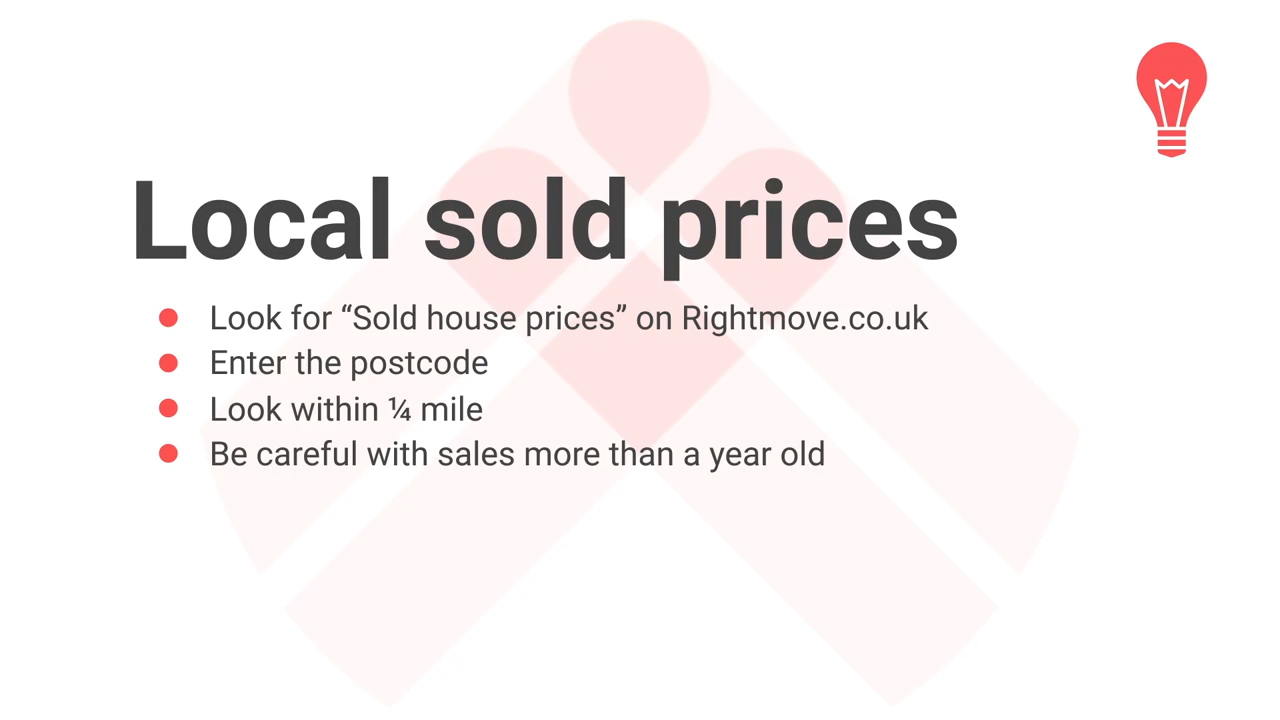 Local sold prices
Look for “Sold house prices” on Rightmove.co.uk
Enter the postcode
Look within ¼ mile
Be careful with sales more than a year old